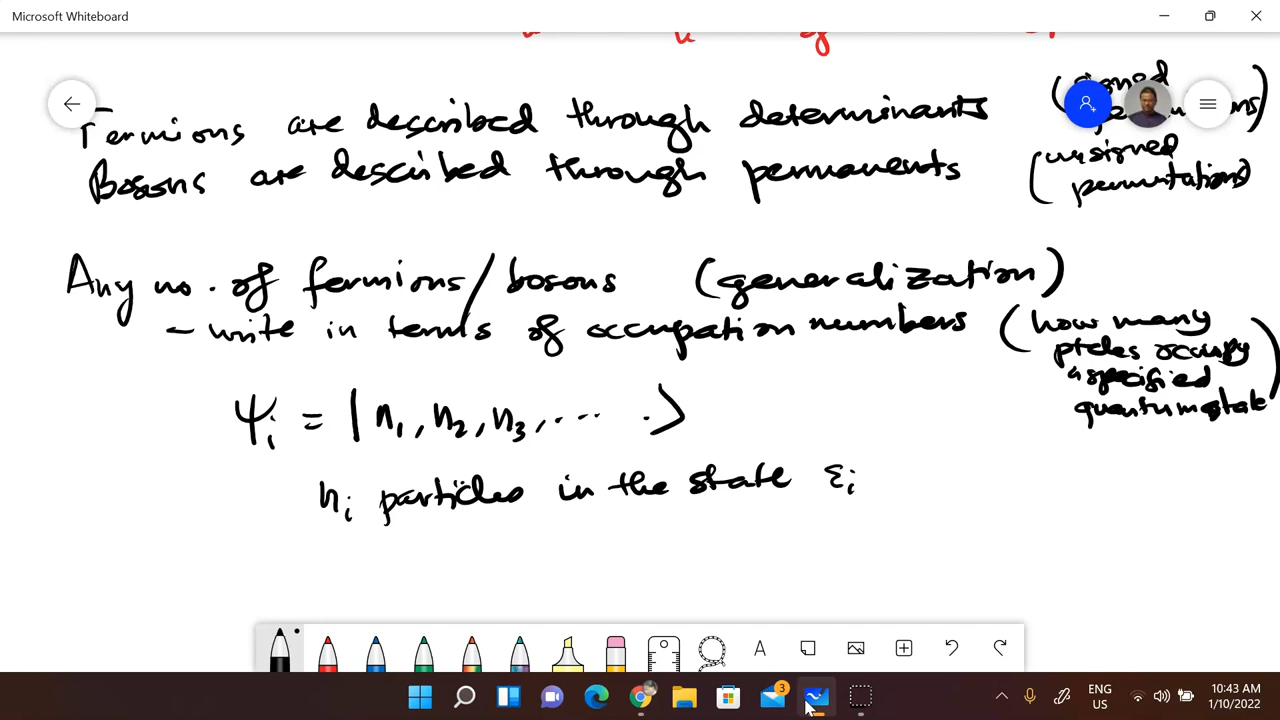 Microsoft Whiteboard
Fermions are described through determinants (signed
Bosons are described through permanents (unsigned permutations)
Any no. of fermions/bosons (generalization)
- write in terms of occupation numbers (how many
ptcles occupy
a specified
quantum state)
Ψi = |n1, n2, n3, .... .>
ni particles in the state εi
A
3
ENG
US
10:43 AM
1/10/2022